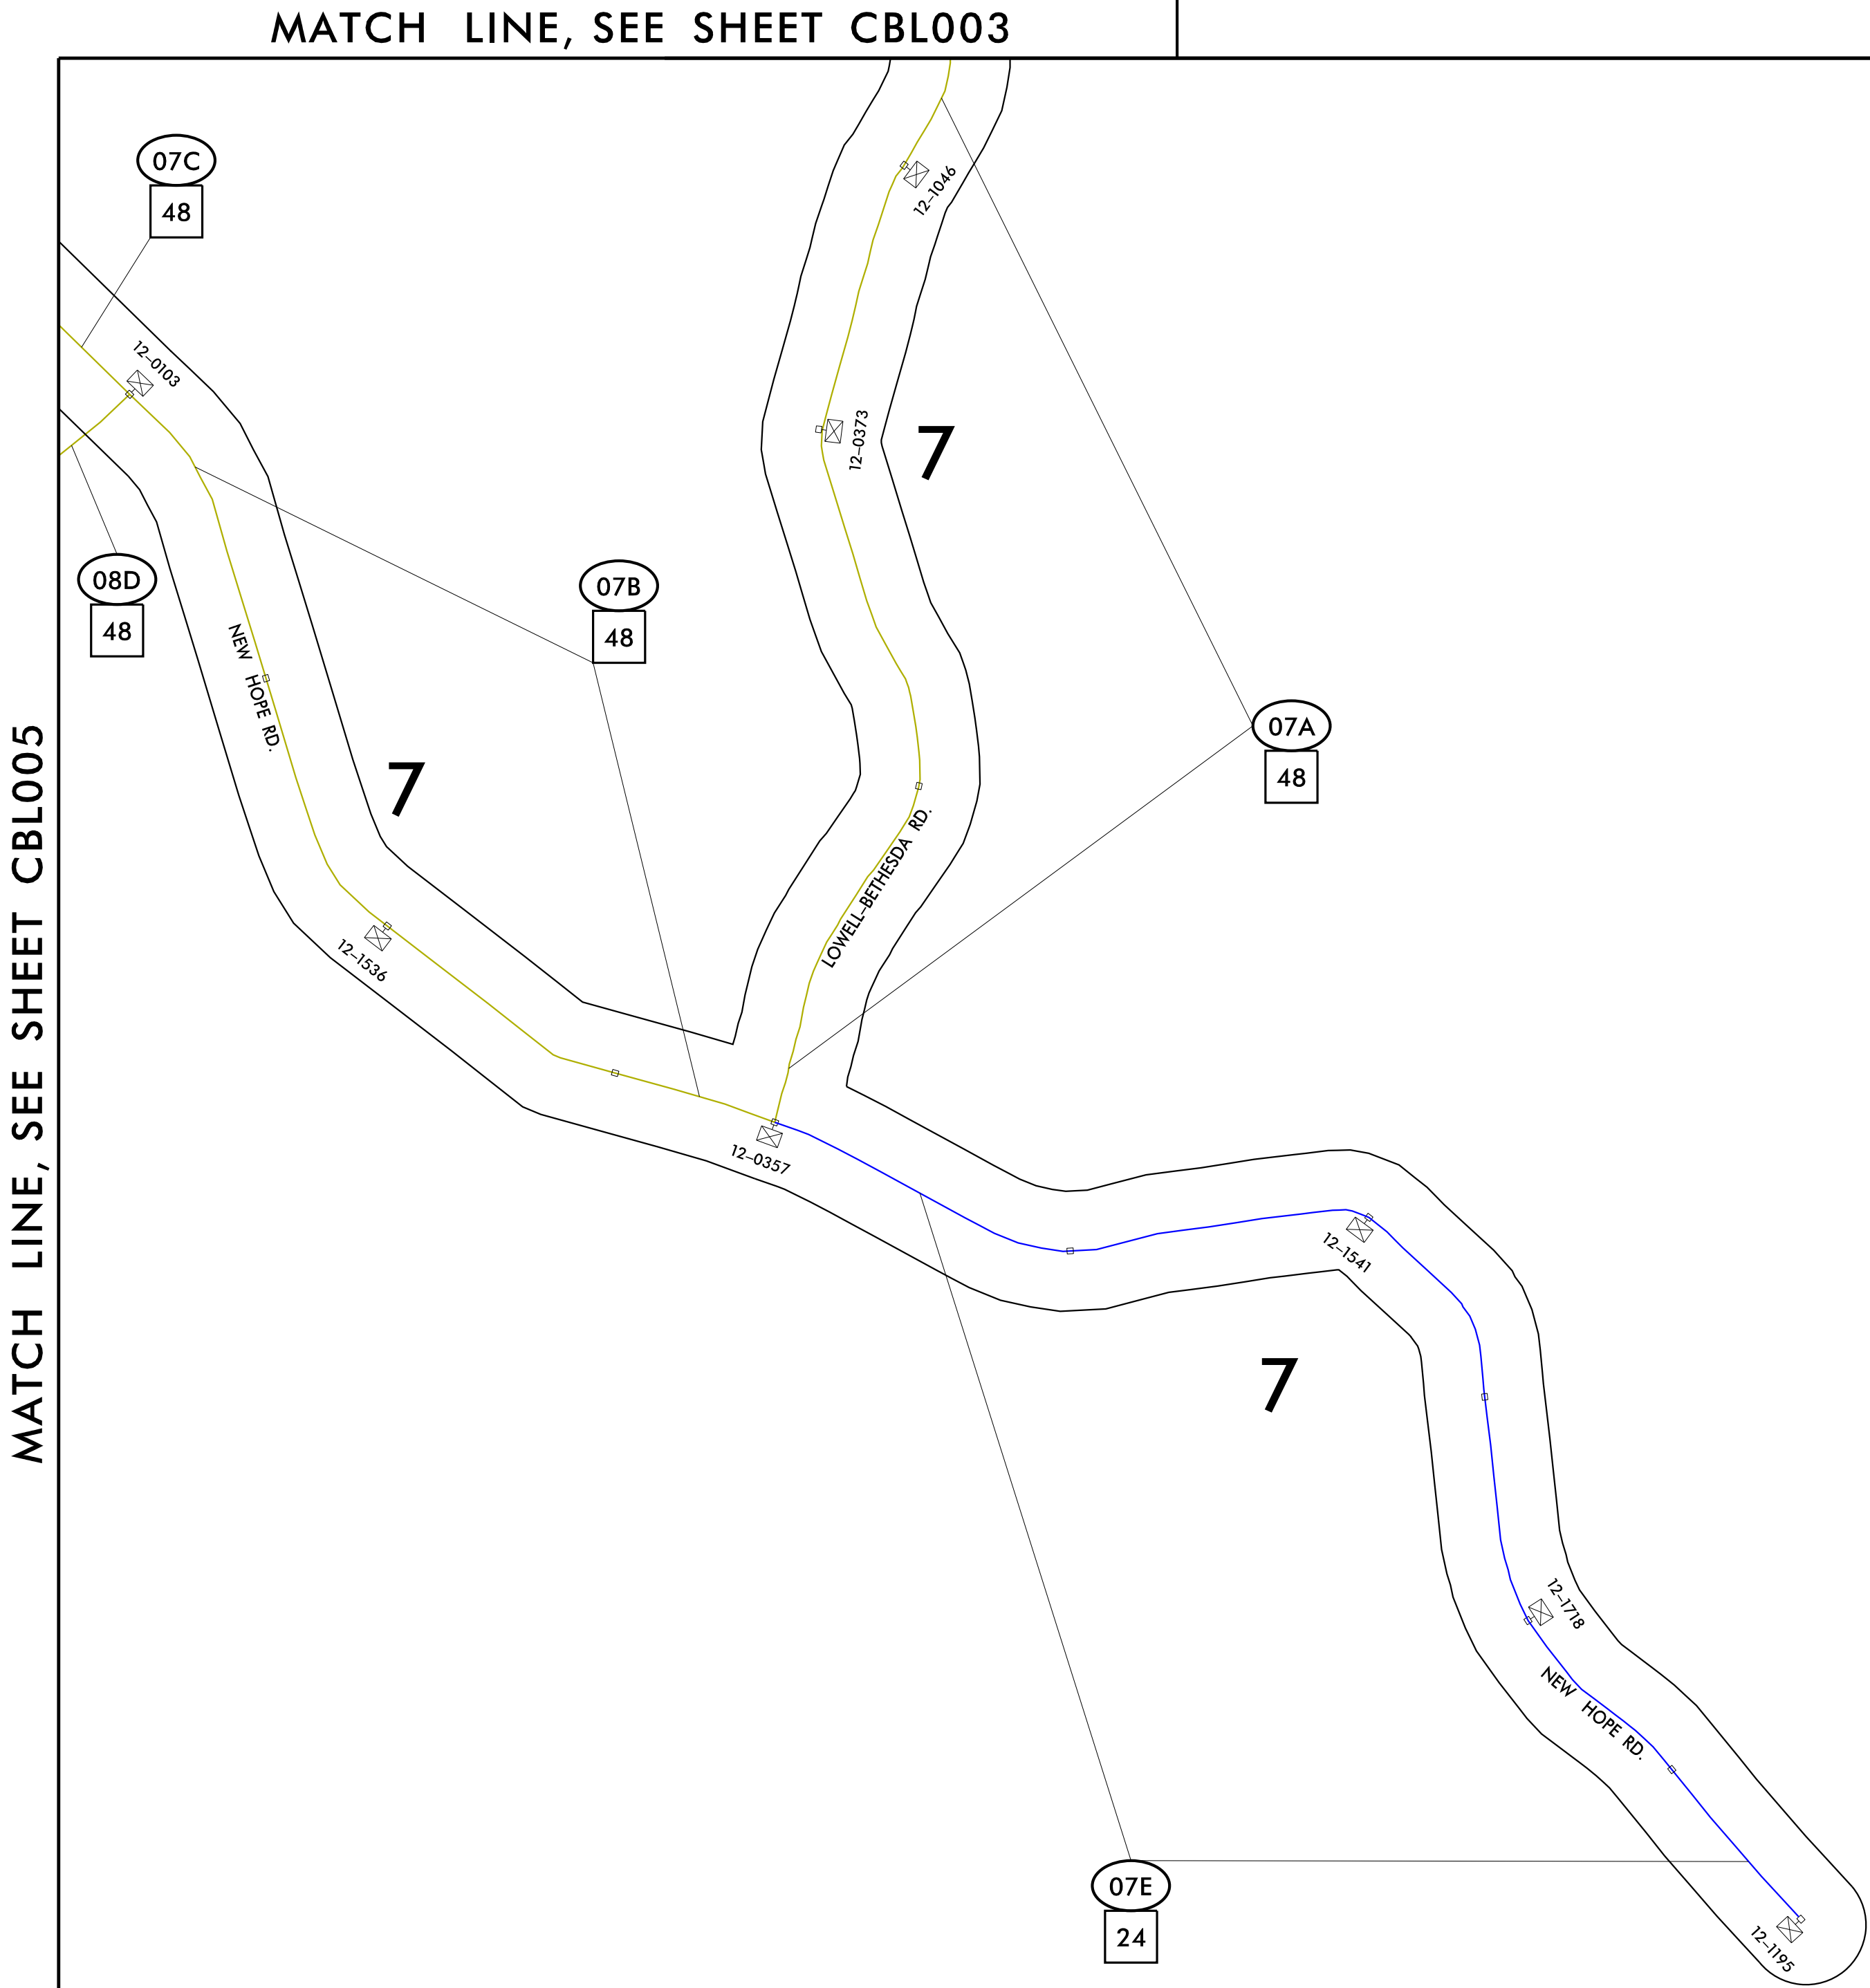 MATCH LINE, SEE SHEET CBL003
07C
48
12-1046
12-0103
12-0373
7
08D
48
07B
48
NEW HOPE RD.
07A
48
7
LOWELL-BETHESDA RD.
MATCH LINE, SEE SHEET CBL005
12-1536
12-0357
12-1541
7
12-1718
NEW HOPE RD.
07E
24
12-1195